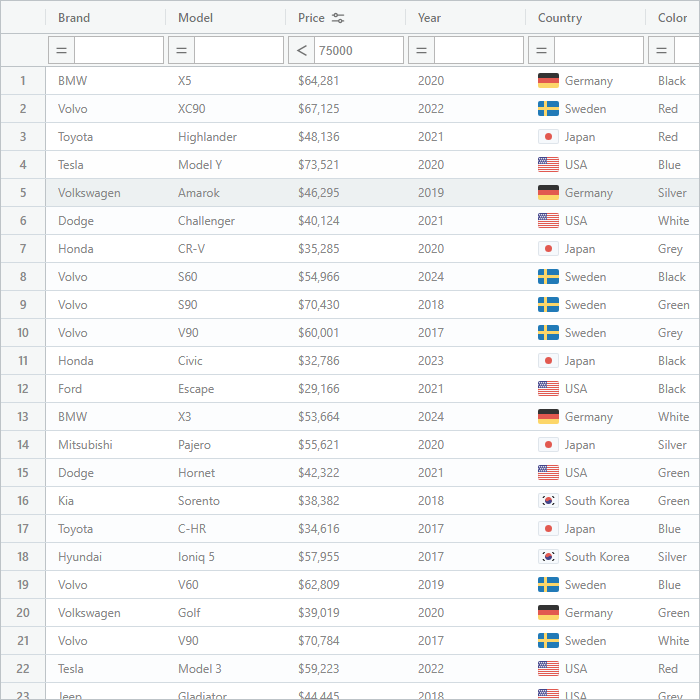 Brand Model Price Year Country Color
= = < 75000 = = =
1 BMW X5 $64,281 2020 Germany Black
2 Volvo XC90 $67,125 2022 Sweden Red
3 Toyota Highlander $48,136 2021 Japan Red
4 Tesla Model Y $73,521 2020 USA Blue
5 Volkswagen Amarok $46,295 2019 Germany Silver
6 Dodge Challenger $40,124 2021 USA White
7 Honda CR-V $35,285 2020 Japan Grey
8 Volvo S60 $54,966 2024 Sweden Black
9 Volvo S90 $70,430 2018 Sweden Green
10 Volvo V90 $60,001 2017 Sweden Grey
11 Honda Civic $32,786 2023 Japan Black
12 Ford Escape $29,166 2021 USA Black
13 BMW X3 $53,664 2024 Germany White
14 Mitsubishi Pajero $55,621 2020 Japan Silver
15 Dodge Hornet $42,322 2021 USA Green
16 Kia Sorento $38,382 2018 South Korea Green
17 Toyota C-HR $34,616 2017 Japan Blue
18 Hyundai Ioniq 5 $57,955 2017 South Korea Silver
19 Volvo V60 $62,809 2019 Sweden Blue
20 Volkswagen Golf $39,019 2020 Germany Green
21 Volvo V90 $70,784 2017 Sweden White
22 Tesla Model 3 $59,223 2022 USA Red
23 Jeep Gladiator $44,445 2018 USA Grey